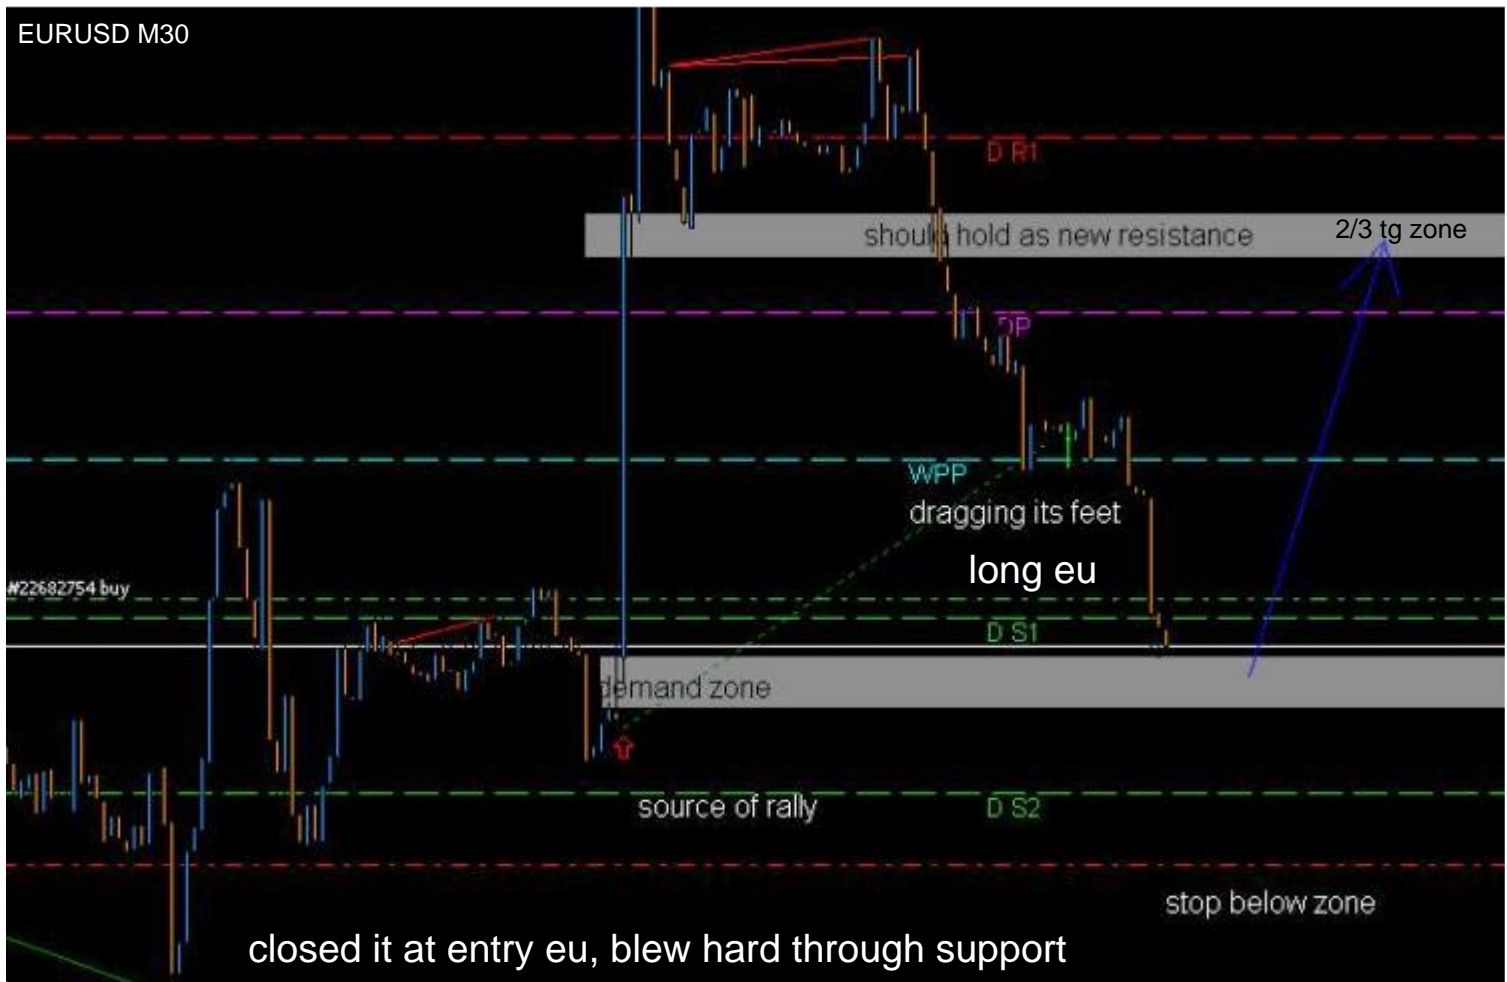 EURUSD M30
D R1
should hold as new resistance
2/3 tg zone
DP
WPP
dragging its feet
long eu
#22682754 buy
D S1
demand zone
source of rally
D S2
stop below zone
closed it at entry eu, blew hard through support